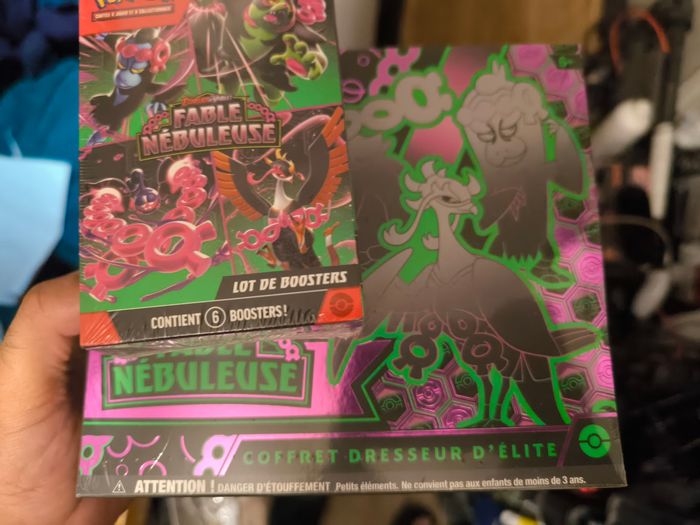 FABLE
NÉBULEUSE
LOT DE BOOSTERS
CONTIENT 6 BOOSTERS!
6+
NÉBULEUSE
COFFRET DRESSEUR D'ÉLITE
ATTENTION ! DANGER D'ÉTOUFFEMENT Petits éléments. Ne convient pas aux enfants de moins de 3 ans.